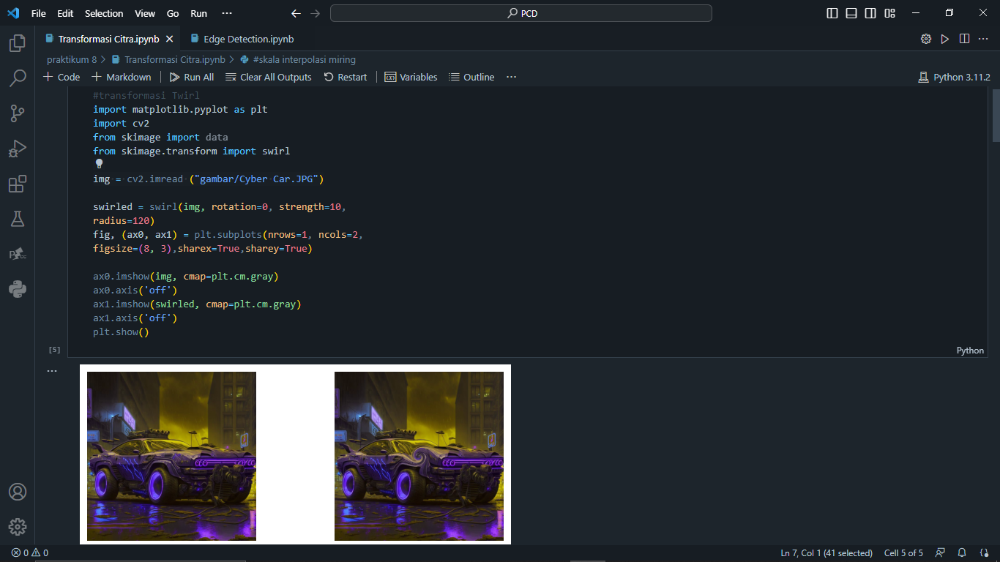 File Edit Selection View Go Run ··· PCD
Transformasi Citra.ipynb Edge Detection.ipynb
praktikum 8 > Transformasi Citra.ipynb > #skala interpolasi miring
+ Code + Markdown Run All Clear All Outputs Restart Variables Outline ··· Python 3.11.2
#transformasi Twirl
import matplotlib.pyplot as plt
import cv2
from skimage import data
from skimage.transform import swirl
img = cv2.imread ("gambar/Cyber Car.JPG")
swirled = swirl(img, rotation=0, strength=10,
radius=120)
fig, (ax0, ax1) = plt.subplots(nrows=1, ncols=2,
figsize=(8, 3),sharex=True,sharey=True)
ax0.imshow(img, cmap=plt.cm.gray)
ax0.axis('off')
ax1.imshow(swirled, cmap=plt.cm.gray)
ax1.axis('off')
plt.show()
[5] Python
0 0 Ln 7, Col 1 (41 selected) Cell 5 of 5